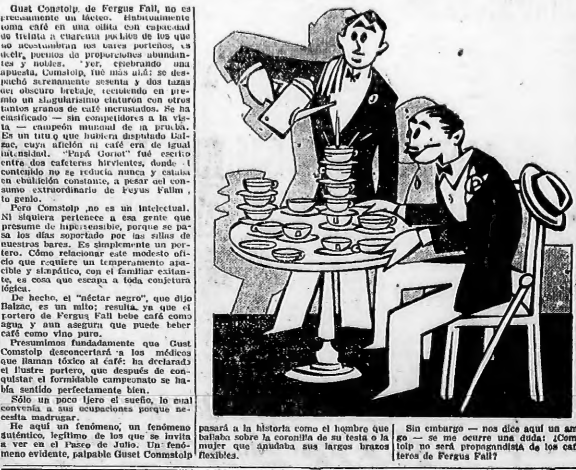 Gust Comstolp, de Fergus Fall, no es
precisamente un lácteo. Habitualmente
toma café en una ollita con capacidad
de treinta a cuarenta pocillos de los que
no acostumbran los bares porteños, es
decir, pocillos de proporciones abundan-
tes y nobles. Ayer, celebrando una
apuesta, Comstolp, fué más allá: se des-
pachó serenamente sesenta y dos tazas
del obscuro brebaje, recibiendo en pre-
mio un singularísimo cinturón con otros
tantos granos de café incrustados. Se ha
clasificado — sin competidores a la vis-
ta — campeón mundial de la prueba.
Es un título que hubiera disputado Bal-
zac, cuya afición al café era de igual
intensidad. "Papá Goriot" fué escrito
entre dos cafeteras hirvientes, donde el
contenido no se reducía nunca y estaba
en ebullición constante, a pesar del con-
sumo extraordinario de
to genio.
Pero Comstolp ,no es un intelectual.
Ni siquiera pertenece a esa gente que
presume de hipersensible, porque se pa-
sa los días soportado por las sillas de
nuestros bares. Es simplemente un por-
tero. Cómo relacionar este modesto ofi-
cio que requiere un temperamento apa-
cible y simpático, con el familiar exitan-
te, es cosa que escapa a toda conjetura
lógica.
De hecho, el "néctar negro", que dijo
Balzac, es un mito; resulta, ya que el
portero de Fergus Fall bebe café como
agua y aun asegura que puede beber
café como vino puro.
Presumimos fundadamente que Gust
Comstolp desconcertará a los médicos
que llaman tóxico al café: ha declarado
el ilustre portero, que después de con-
quistar el formidable campeonato se ha-
bía sentido perfectamente bien.
Sólo un poco ligero el sueño, lo cual
convenía a sus ocupaciones porque ne-
cesita madrugar.
He aquí un fenómeno, un fenómeno
auténtico, legítimo de los que se invita
a ver en el Paseo de Julio. Un fenó-
meno evidente, palpable Guset Conmstolp
pasará a la historia como el hombre que
bailaba sobre la coronilla de su testa o la
mujer que anudaba sus largos brazos
flexibles.
Sin embargo — nos dice aquí un am
go — se me ocurre una duda: ¿Com
tolp no será propagandista de los caf
teros de Fergus Fall?